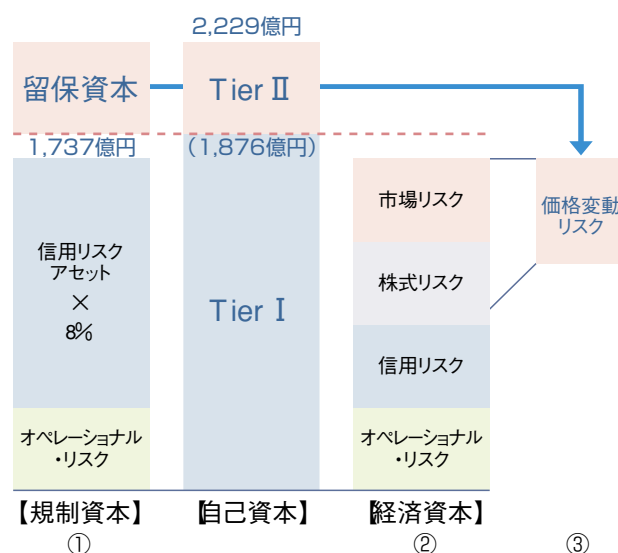 2,229億円
留保資本
Tier Ⅱ
1,737億円
(1,876億円)
信用リスク
アセット
×
8%
Tier Ⅰ
市場リスク
株式リスク
信用リスク
価格変動
リスク
オペレーショナル
・リスク
オペレーショナル
・リスク
【規制資本】
【自己資本】
【経済資本】
①
②
③